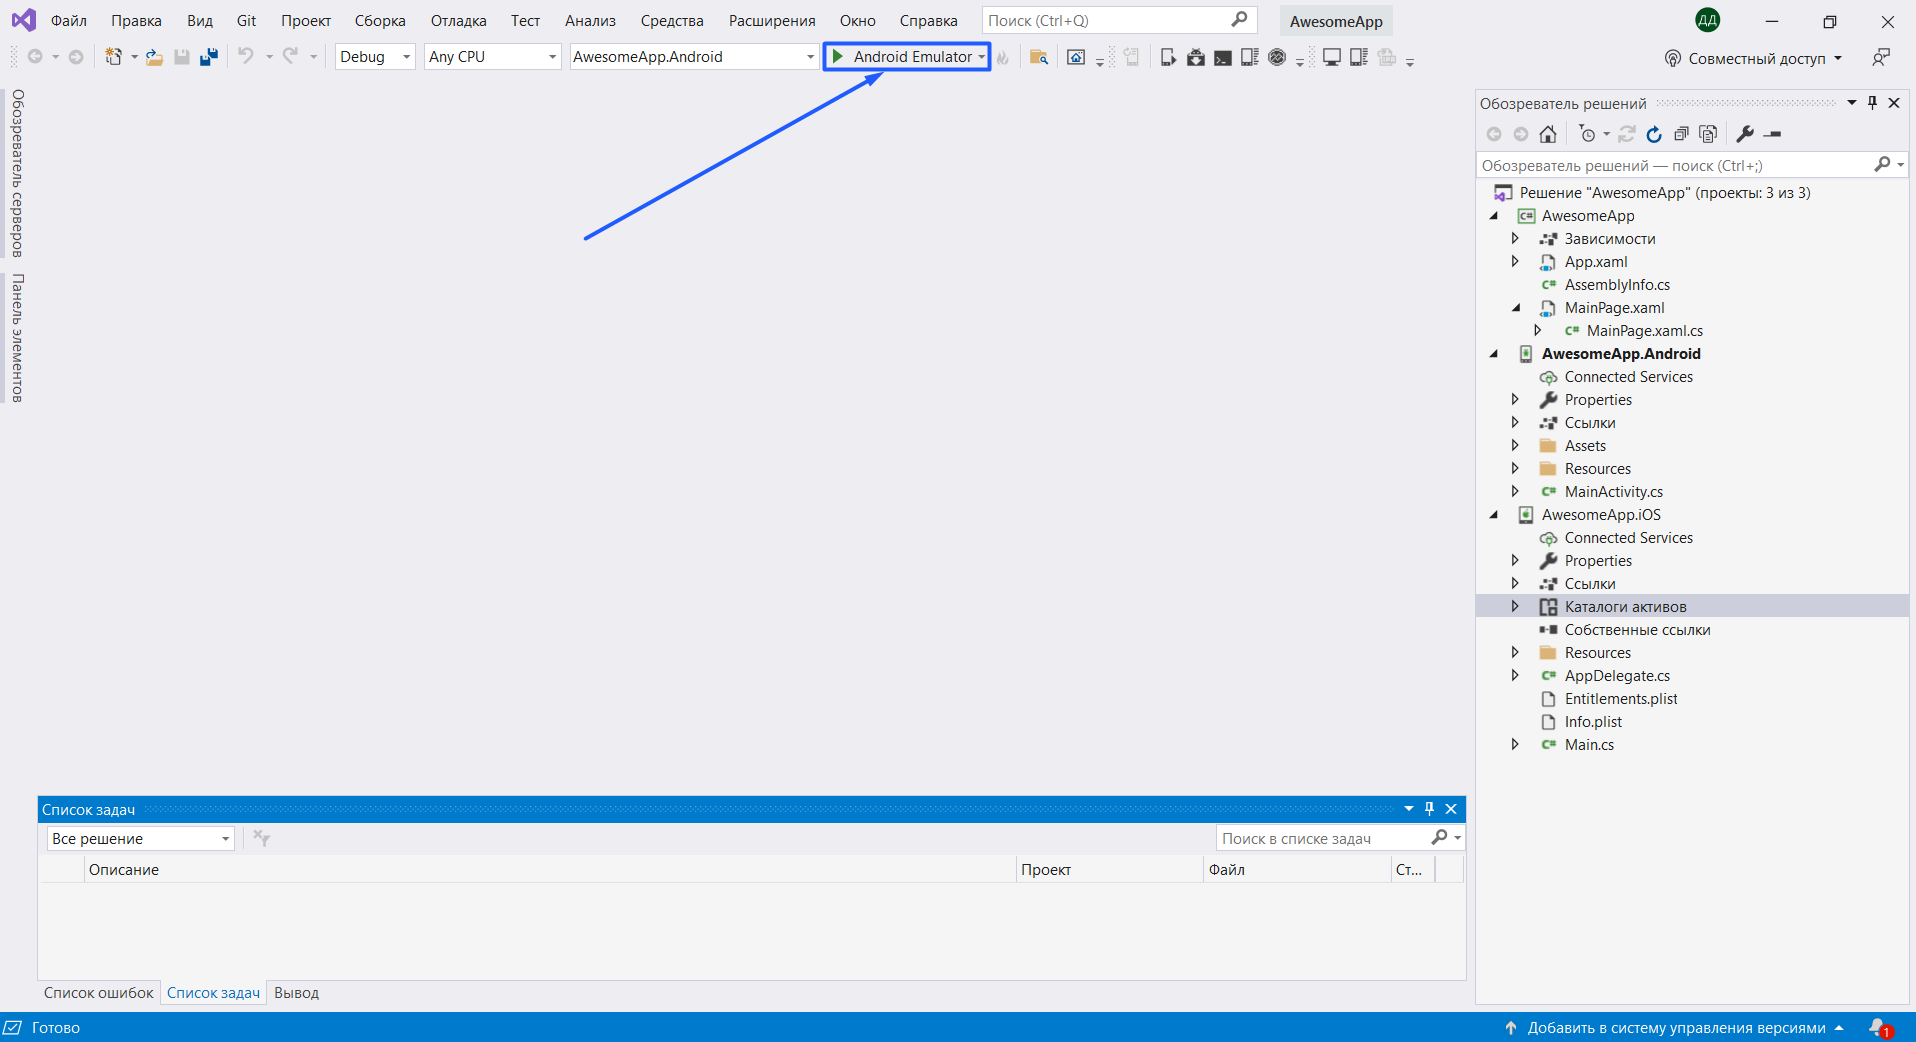 Файл Правка Вид Git Проект Сборка Отладка Тест Анализ Средства Расширения Окно Справка Поиск (Ctrl+Q) AwesomeApp ДД
Debug Any CPU AwesomeApp.Android Android Emulator Совместный доступ
Обозреватель серверов
Панель элементов
Обозреватель решений
Обозреватель решений — поиск (Ctrl+;)
Решение "AwesomeApp" (проекты: 3 из 3)
C# AwesomeApp
Зависимости
App.xaml
C# AssemblyInfo.cs
MainPage.xaml
C# MainPage.xaml.cs
AwesomeApp.Android
Connected Services
Properties
Ссылки
Assets
Resources
C# MainActivity.cs
AwesomeApp.iOS
Connected Services
Properties
Ссылки
Каталоги активов
Собственные ссылки
Resources
C# AppDelegate.cs
Entitlements.plist
Info.plist
C# Main.cs
Список задач
Все решение Поиск в списке задач
Описание Проект Файл Ст...
Список ошибок Список задач Вывод
Готово Добавить в систему управления версиями 1